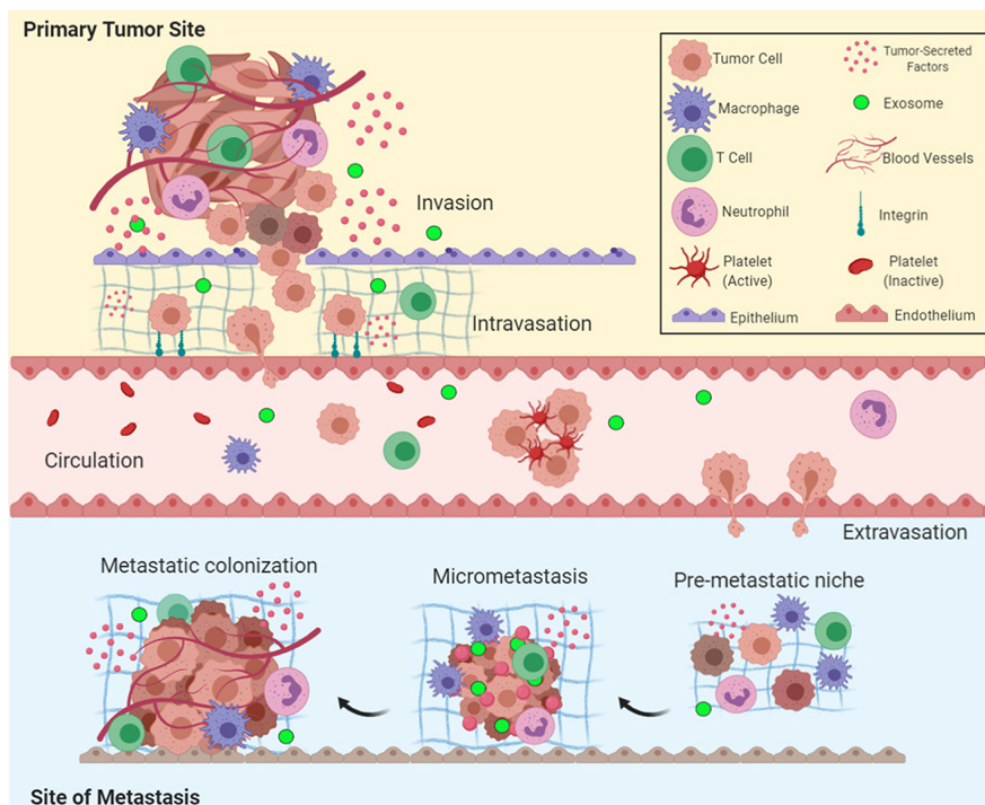 Primary Tumor Site
Tumor Cell
Tumor-Secreted
Factors
Macrophage
Exosome
T Cell
Blood Vessels
Neutrophil
Integrin
Platelet
(Active)
Platelet
(Inactive)
Epithelium
Endothelium
Invasion
Intravasation
Circulation
Extravasation
Metastatic colonization
Micrometastasis
Pre-metastatic niche
Site of Metastasis